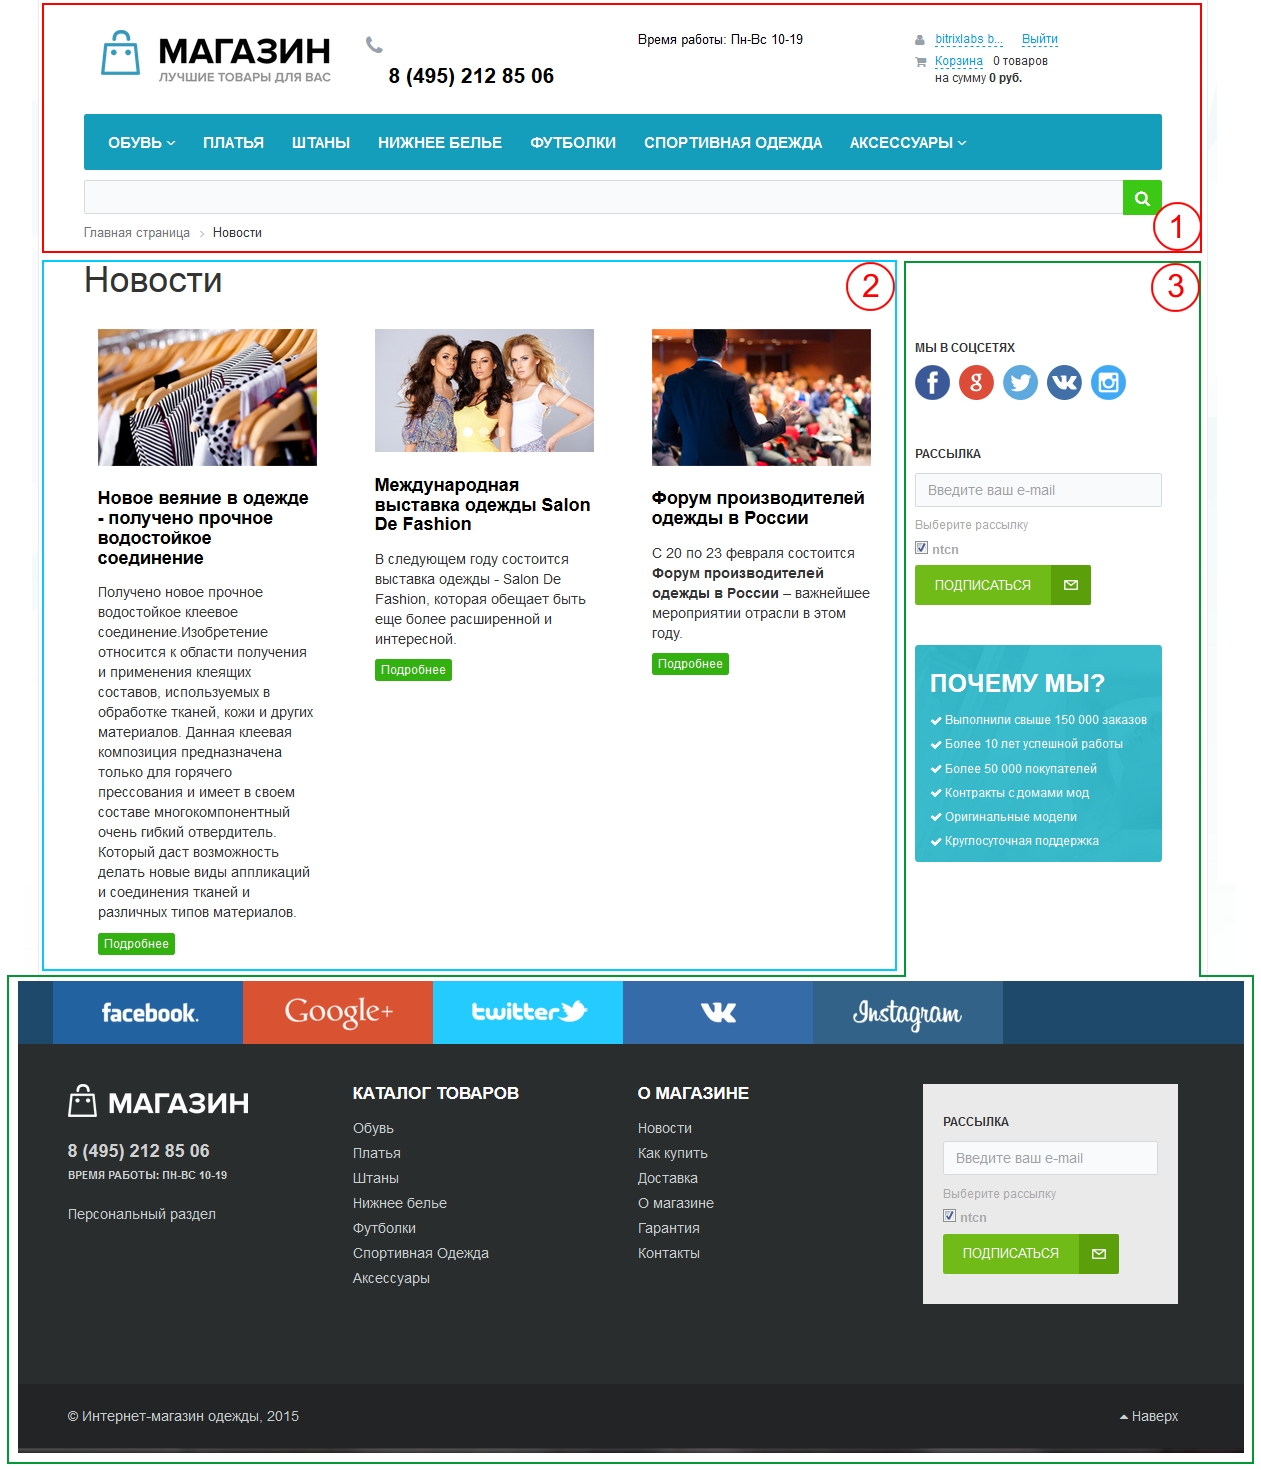 МАГАЗИН
ЛУЧШИЕ ТОВАРЫ ДЛЯ ВАС
8 (495) 212 85 06
Время работы: Пн-Вс 10-19
bitrixlabs b... Выйти
Корзина 0 товаров
на сумму 0 руб.
ОБУВЬ ПЛАТЬЯ ШТАНЫ НИЖНЕЕ БЕЛЬЕ ФУТБОЛКИ СПОРТИВНАЯ ОДЕЖДА АКСЕССУАРЫ
Главная страница Новости
1
Новости
2
Новое веяние в одежде
- получено прочное
водостойкое
соединение
Получено новое прочное
водостойкое клеевое
соединение.Изобретение
относится к области получения
и применения клеящих
составов, используемых в
обработке тканей, кожи и других
материалов. Данная клеевая
композиция предназначена
только для горячего
прессования и имеет в своем
составе многокомпонентный
очень гибкий отвердитель.
Который даст возможность
делать новые виды аппликаций
и соединения тканей и
различных типов материалов.
Подробнее
Международная
выставка одежды Salon
De Fashion
В следующем году состоится
выставка одежды - Salon De
Fashion, которая обещает быть
еще более расширенной и
интересной.
Подробнее
Форум производителей
одежды в России
С 20 по 23 февраля состоится
Форум производителей
одежды в России – важнейшее
мероприятии отрасли в этом
году.
Подробнее
3
МЫ В СОЦСЕТЯХ
РАССЫЛКА
Введите ваш e-mail
Выберите рассылку
ntcn
ПОДПИСАТЬСЯ
ПОЧЕМУ МЫ?
Выполнили свыше 150 000 заказов
Более 10 лет успешной работы
Более 50 000 покупателей
Контракты с домами мод
Оригинальные модели
Круглосуточная поддержка
facebook. Google+ twitter Instagram
МАГАЗИН
8 (495) 212 85 06
ВРЕМЯ РАБОТЫ: ПН-ВС 10-19
Персональный раздел
КАТАЛОГ ТОВАРОВ
Обувь
Платья
Штаны
Нижнее белье
Футболки
Спортивная Одежда
Аксессуары
О МАГАЗИНЕ
Новости
Как купить
Доставка
О магазине
Гарантия
Контакты
РАССЫЛКА
Введите ваш e-mail
Выберите рассылку
ntcn
ПОДПИСАТЬСЯ
© Интернет-магазин одежды, 2015
Наверх